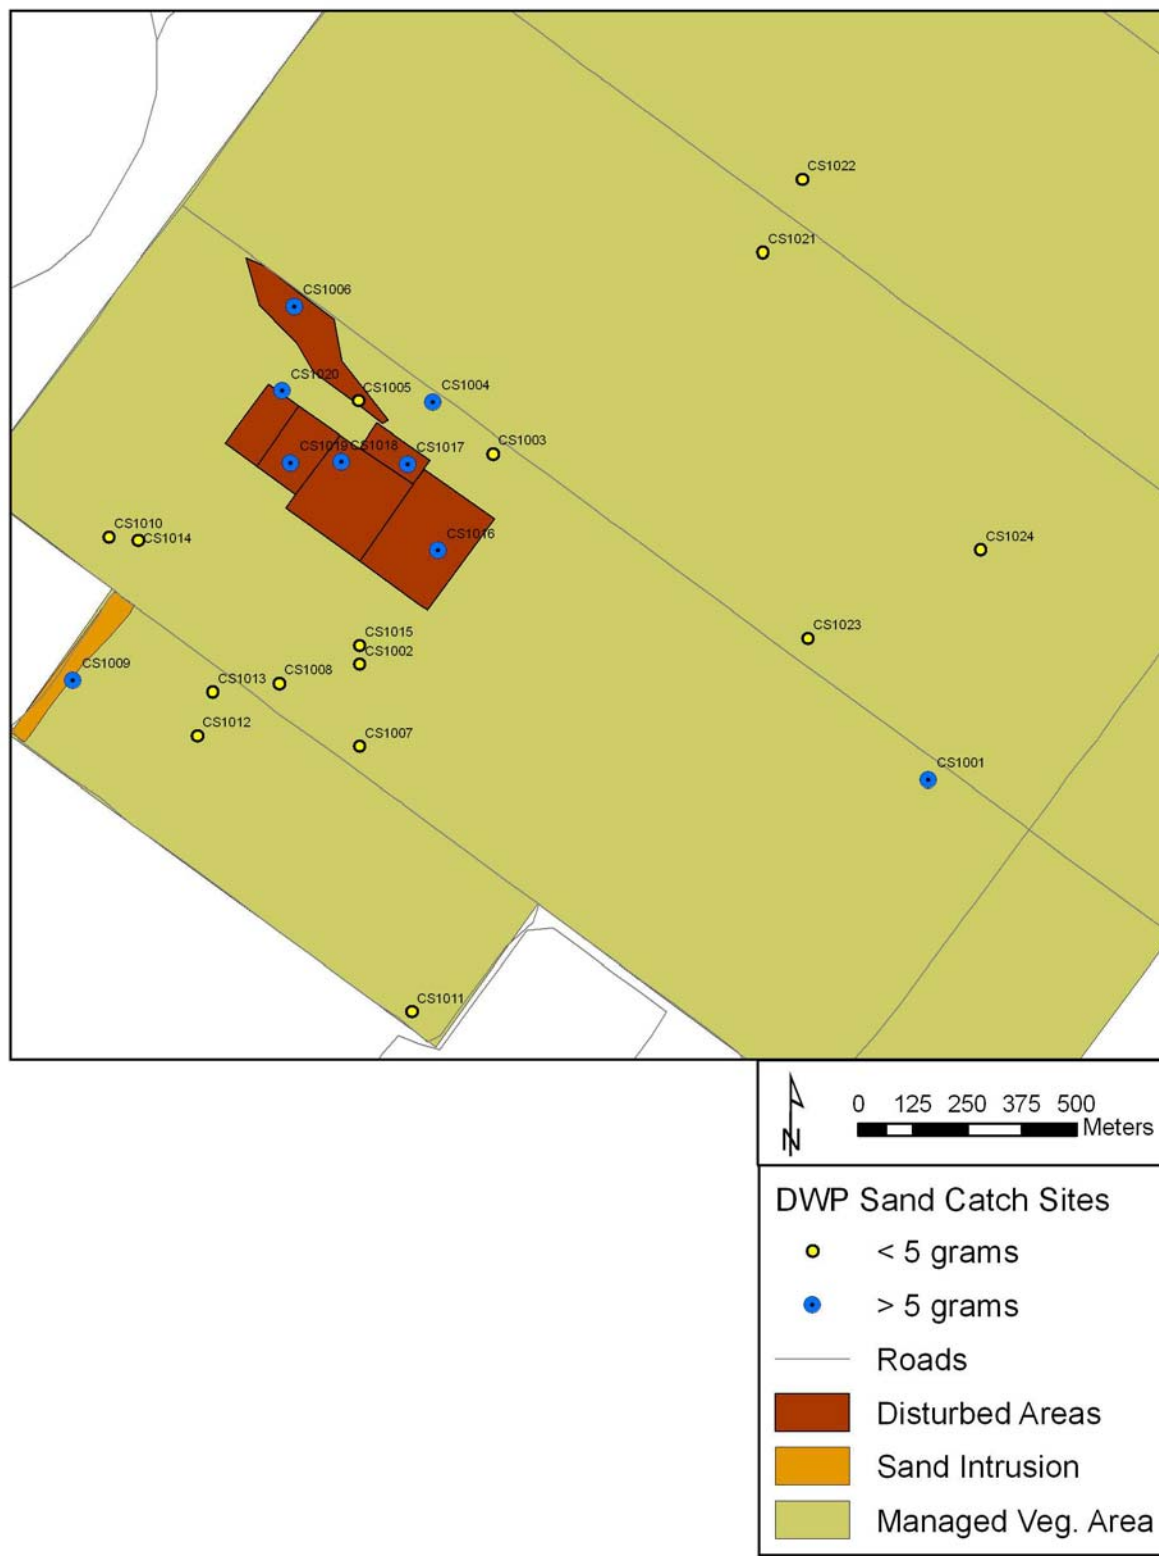 CS1022
CS1021
CS1006
CS1020
CS1005
CS1004
CS1003
CS1019
CS1018
CS1017
CS1010
CS1014
CS1016
CS1024
CS1015
CS1002
CS1023
CS1009
CS1013
CS1008
CS1012
CS1007
CS1001
CS1011
N
0 125 250 375 500
Meters
DWP Sand Catch Sites
< 5 grams
> 5 grams
Roads
Disturbed Areas
Sand Intrusion
Managed Veg. Area